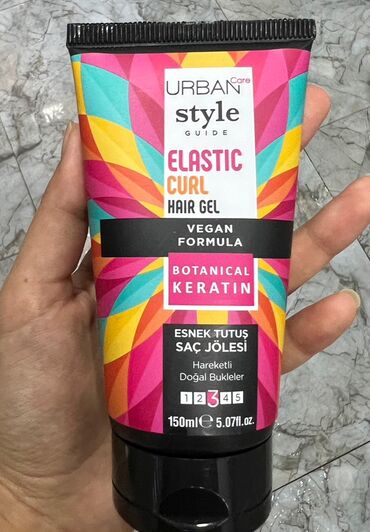 URBAN Care
style
GUIDE
ELASTIC
CURL
HAIR GEL
VEGAN
FORMULA
BOTANICAL
KERATIN
ESNEK TUTUŞ
SAÇ JÖLESİ
Hareketli
Doğal Bukleler
1 2 3 4 5
150ml ℮ 5.07fl.oz.